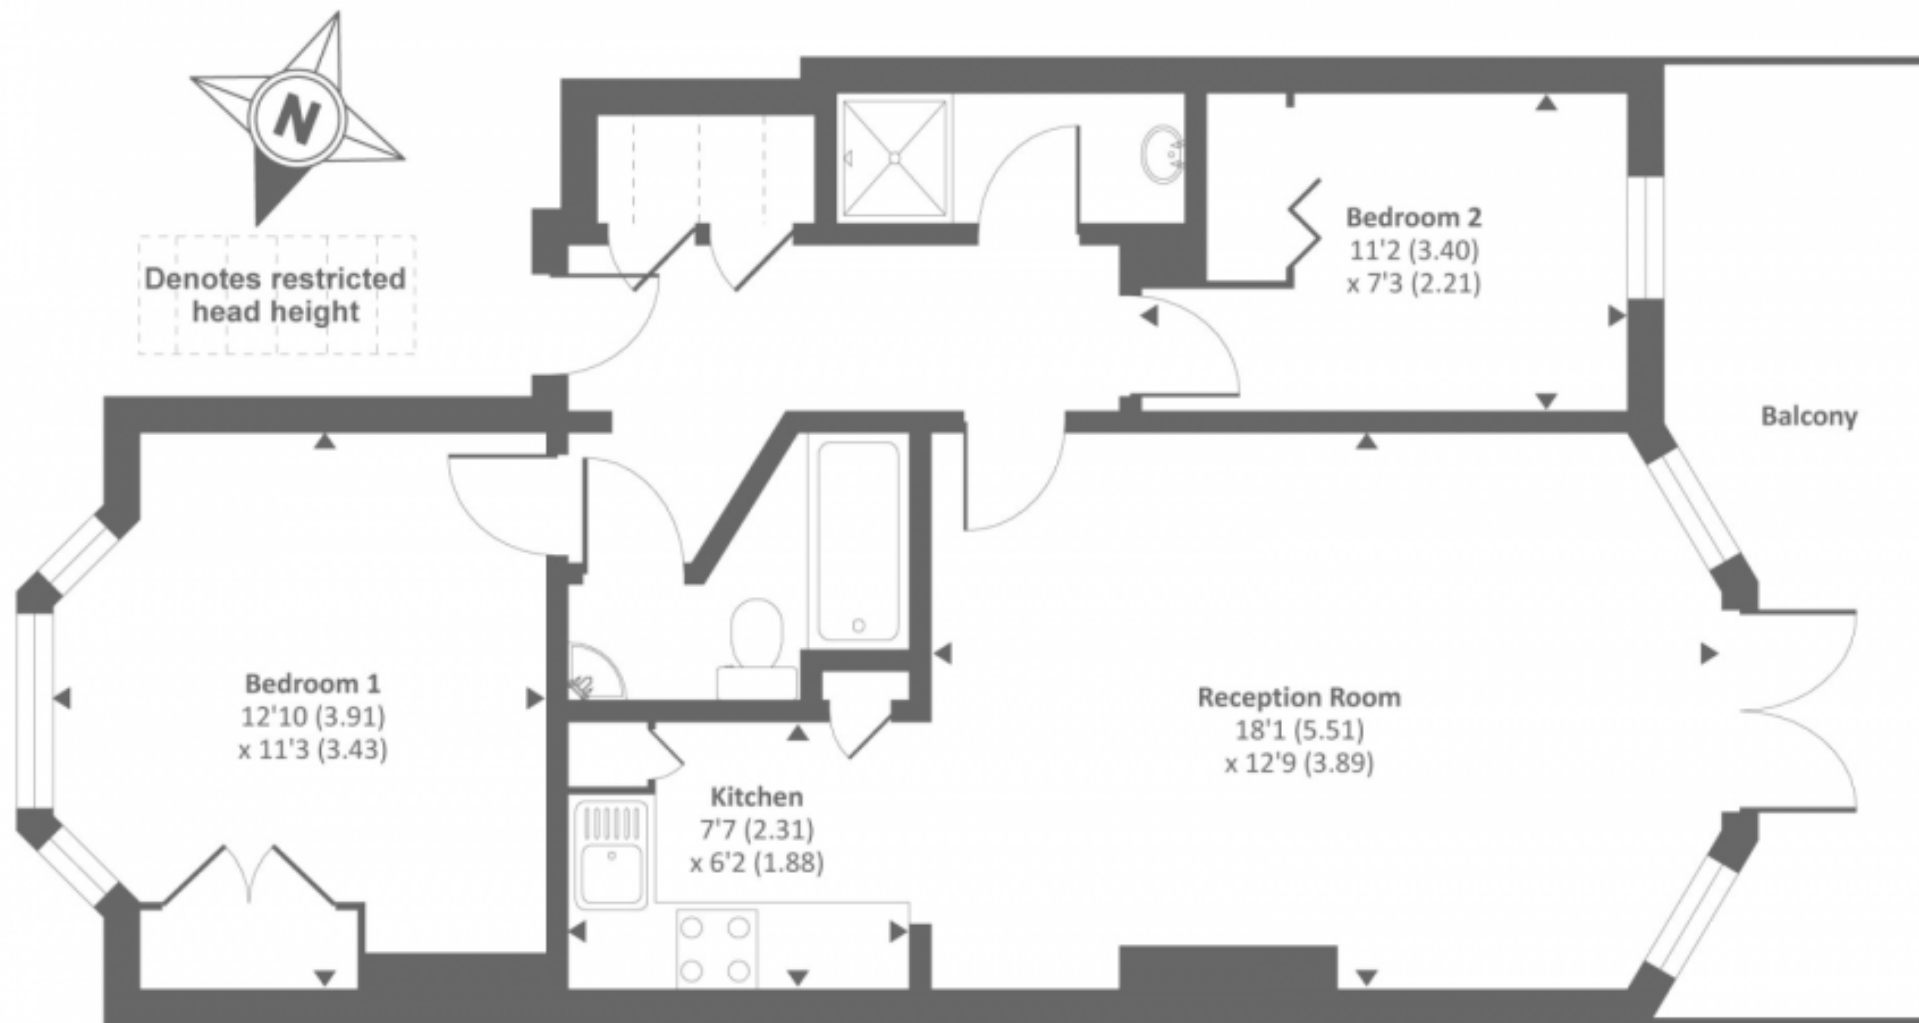 N
Denotes restricted
head height
Bedroom 2
11'2 (3.40)
x 7'3 (2.21)
Balcony
Bedroom 1
12'10 (3.91)
x 11'3 (3.43)
Reception Room
18'1 (5.51)
x 12'9 (3.89)
Kitchen
7'7 (2.31)
x 6'2 (1.88)